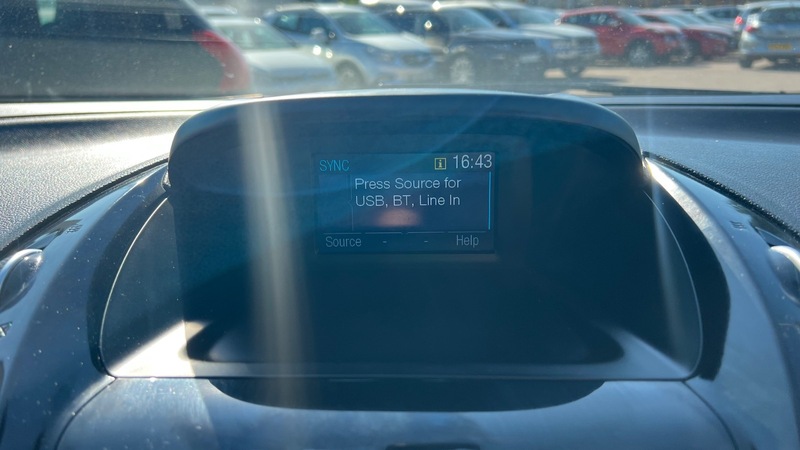 SYNC
i 16:43
Press Source for
USB, BT, Line In
Source - - Help